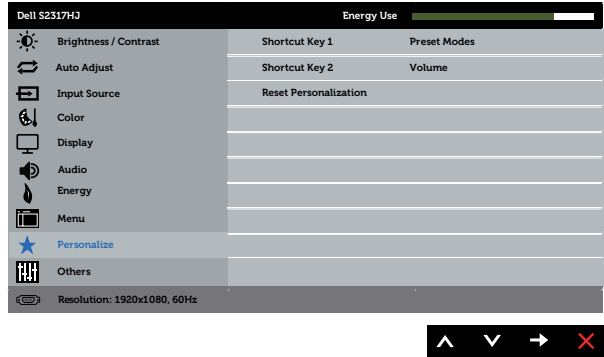 Dell S2317HJ Energy Use
Brightness / Contrast Shortcut Key 1 Preset Modes
Auto Adjust Shortcut Key 2 Volume
Input Source Reset Personalization
Color
Display
Audio
Energy
Menu
Personalize
Others
Resolution: 1920x1080, 60Hz